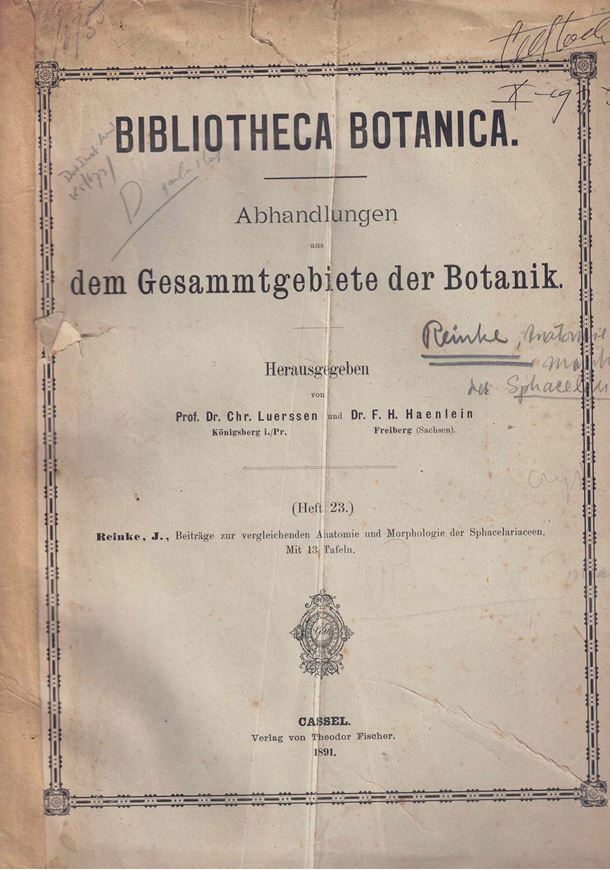 BIBLIOTHECA BOTANICA.
Abhandlungen
aus
dem Gesammtgebiete der Botanik.
Reinke, Anatomie
der Sphacelari
Herausgegeben
von
Prof. Dr. Chr. Luerssen und Dr. F. H. Haenlein
Königsberg i./Pr. Freiberg (Sachsen).
(Heft 23.)
Reinke, J., Beiträge zur vergleichenden Anatomie und Morphologie der Sphacelariaceen.
Mit 13 Tafeln.
CASSEL.
Verlag von Theodor Fischer.
1891.